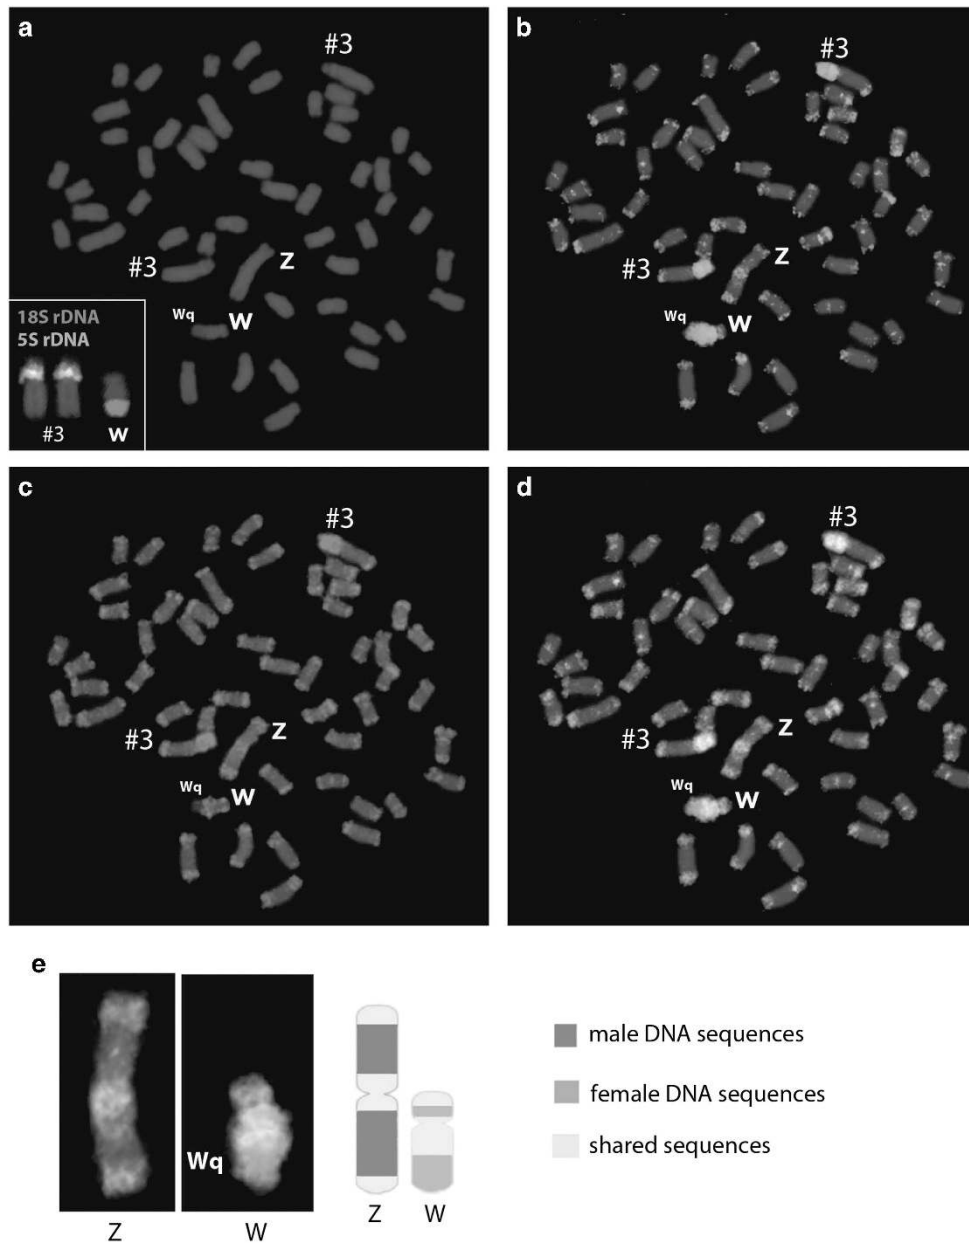 a
#3
#3
Z
Wq
W
18S rDNA
5S rDNA
#3
W
b
#3
#3
Z
Wq
W
c
#3
#3
Z
Wq
W
d
#3
#3
Z
Wq
W
e
Wq
Z
W
Z
W
male DNA sequences
female DNA sequences
shared sequences